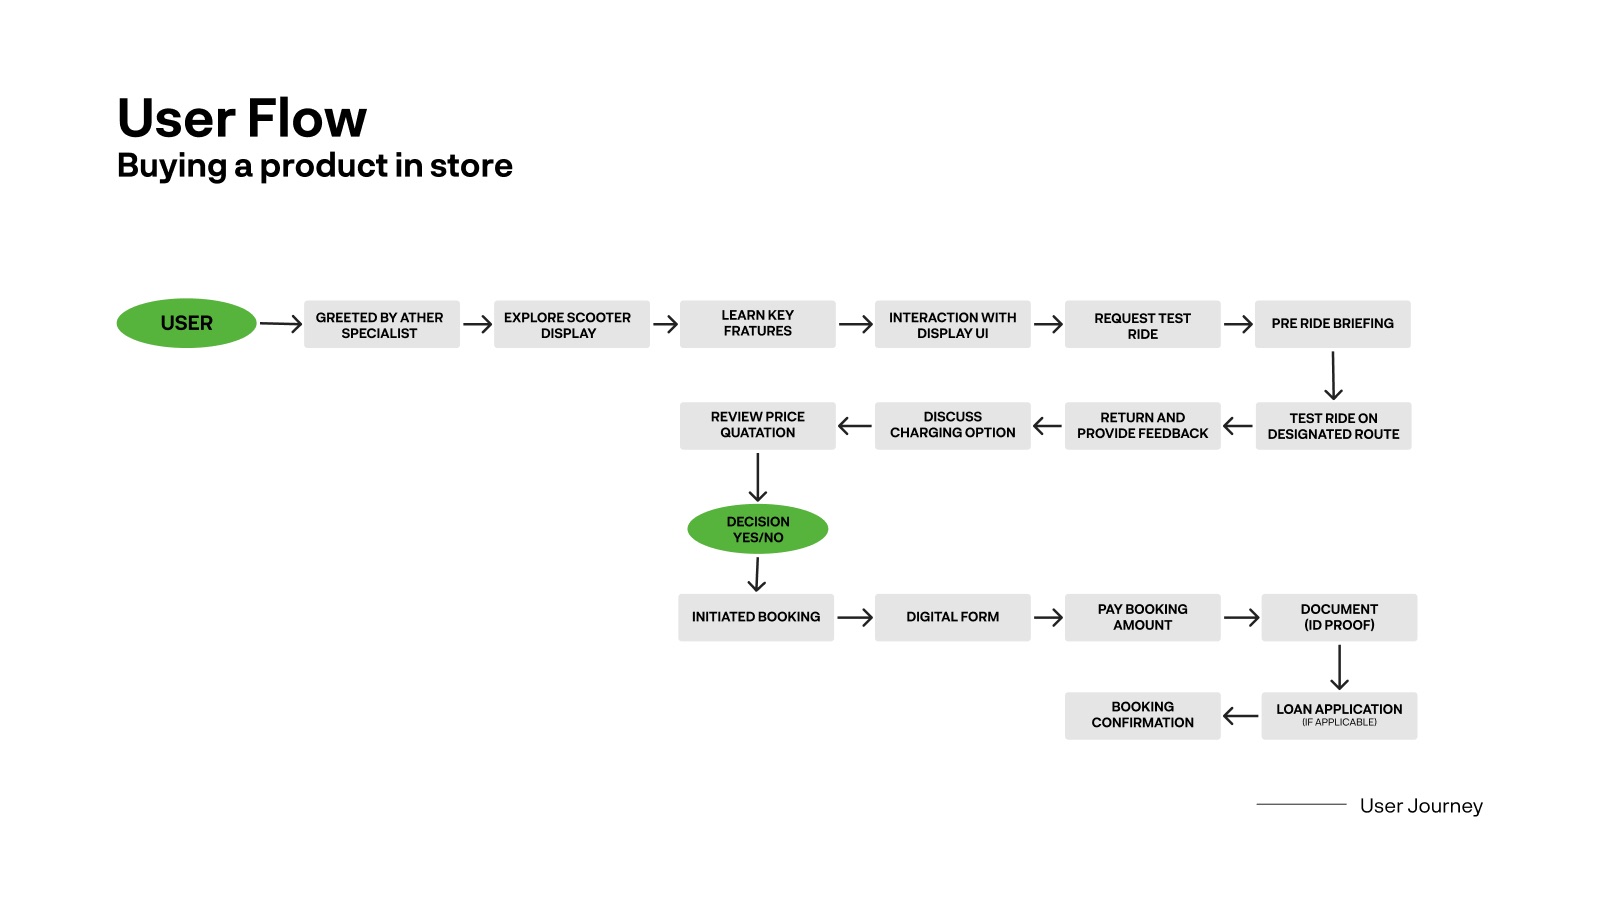 User Flow
Buying a product in store
USER
GREETED BY ATHER
SPECIALIST
EXPLORE SCOOTER
DISPLAY
LEARN KEY
FRATURES
INTERACTION WITH
DISPLAY UI
REQUEST TEST
RIDE
PRE RIDE BRIEFING
TEST RIDE ON
DESIGNATED ROUTE
RETURN AND
PROVIDE FEEDBACK
DISCUSS
CHARGING OPTION
REVIEW PRICE
QUATATION
DECISION
YES/NO
INITIATED BOOKING
DIGITAL FORM
PAY BOOKING
AMOUNT
DOCUMENT
(ID PROOF)
LOAN APPLICATION
(IF APPLICABLE)
BOOKING
CONFIRMATION
User Journey